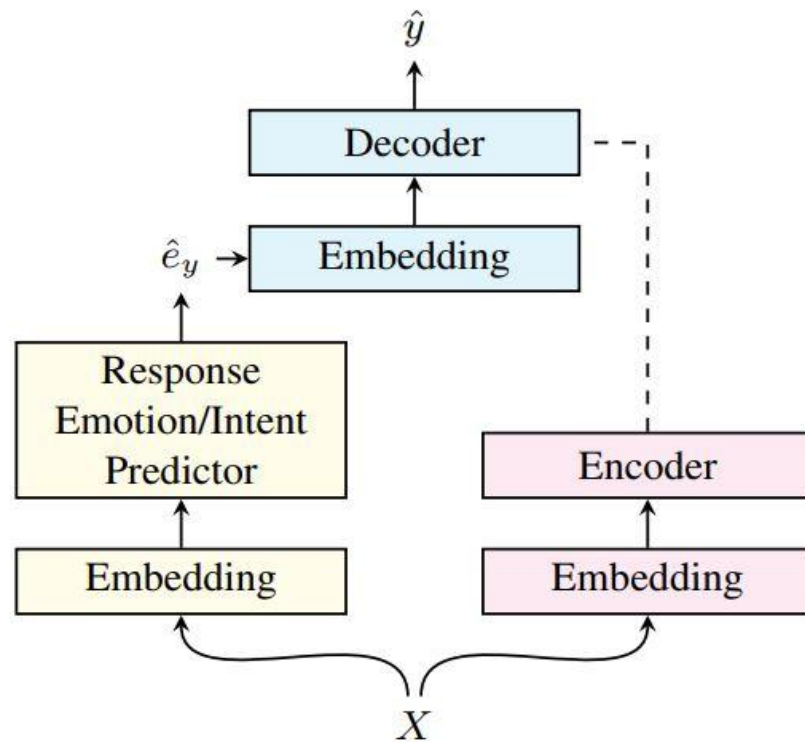 ŷ
Decoder
ê_y
Embedding
Response
Emotion/Intent
Predictor
Encoder
Embedding
Embedding
X